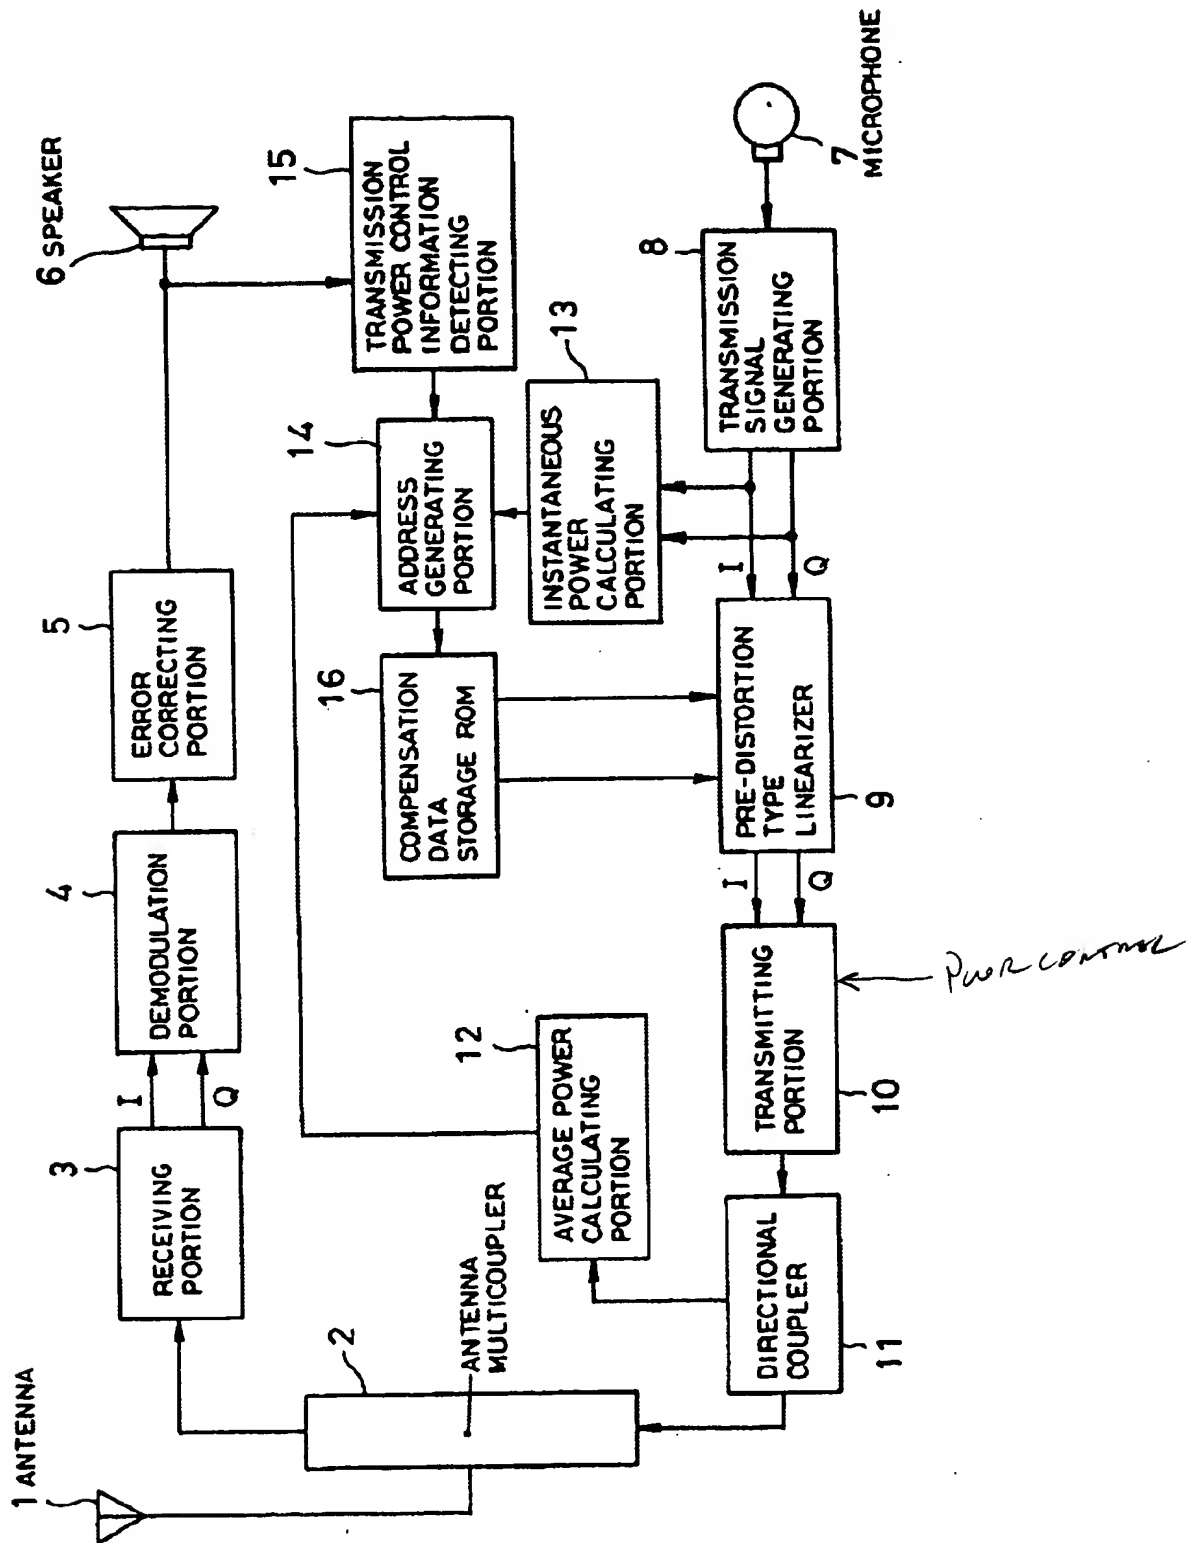 1 ANTENNA
2
ANTENNA
MULTICOUPLER
3
RECEIVING
PORTION
I
Q
4
DEMODULATION
PORTION
5
ERROR
CORRECTING
PORTION
6 SPEAKER
15
TRANSMISSION
POWER CONTROL
INFORMATION
DETECTING
PORTION
14
ADDRESS
GENERATING
PORTION
16
COMPENSATION
DATA
STORAGE ROM
13
INSTANTANEOUS
POWER
CALCULATING
PORTION
12
AVERAGE POWER
CALCULATING
PORTION
7
MICROPHONE
8
TRANSMISSION
SIGNAL
GENERATING
PORTION
I
Q
PRE-DISTORTION
TYPE
LINEARIZER
9
I
Q
TRANSMITTING
PORTION
10
DIRECTIONAL
COUPLER
11
CONTROL